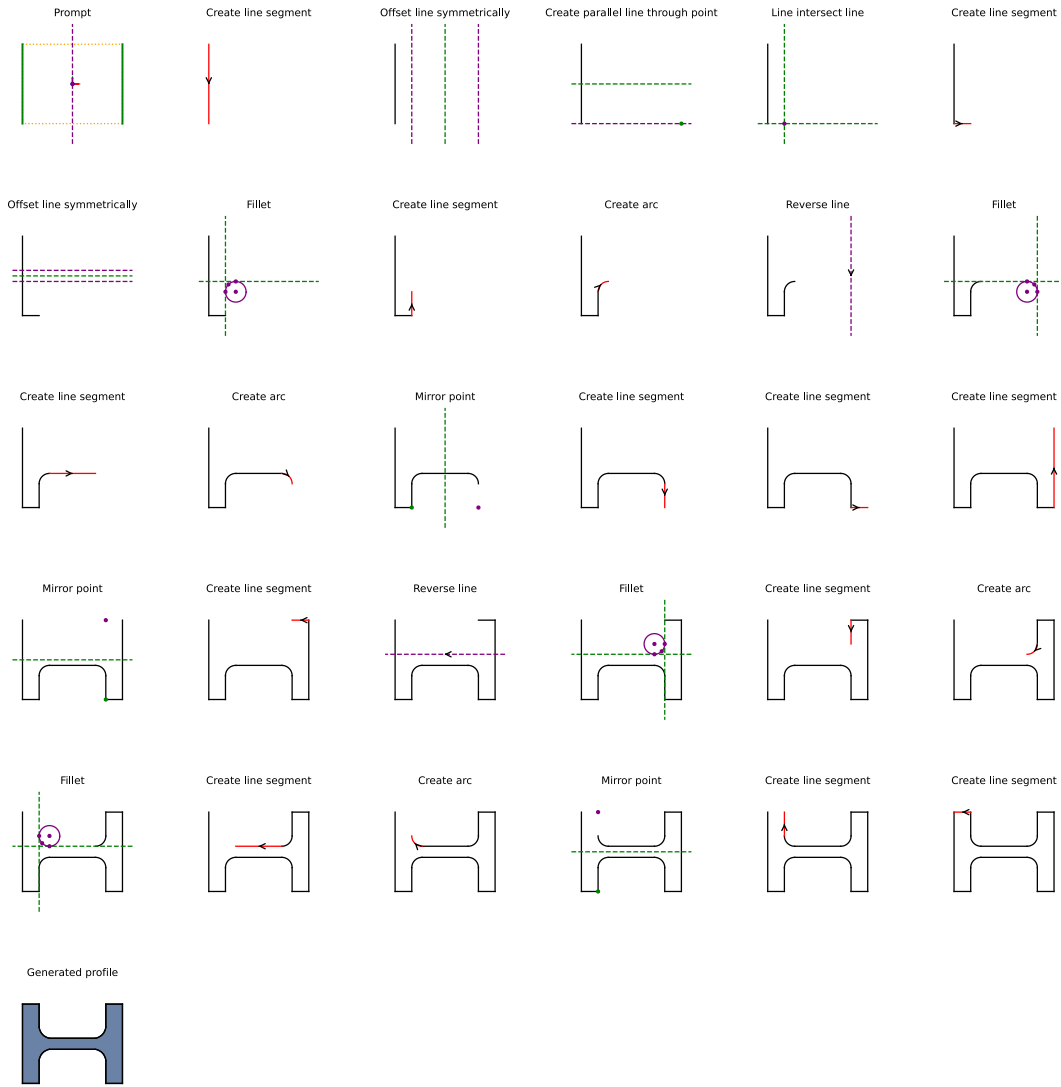 Prompt
Create line segment
Offset line symmetrically
Create parallel line through point
Line intersect line
Create line segment
Offset line symmetrically
Fillet
Create line segment
Create arc
Reverse line
Fillet
Create line segment
Create arc
Mirror point
Create line segment
Create line segment
Create line segment
Mirror point
Create line segment
Reverse line
Fillet
Create line segment
Create arc
Fillet
Create line segment
Create arc
Mirror point
Create line segment
Create line segment
Generated profile